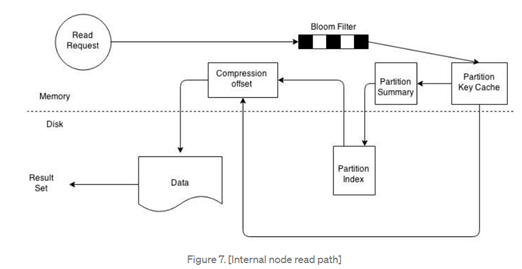 Read
Request
Bloom Filter
Compression
offset
Partition
Summary
Partition
Key Cache
Memory
Disk
Partition
Index
Data
Result
Set
Figure 7. [Internal node read path]